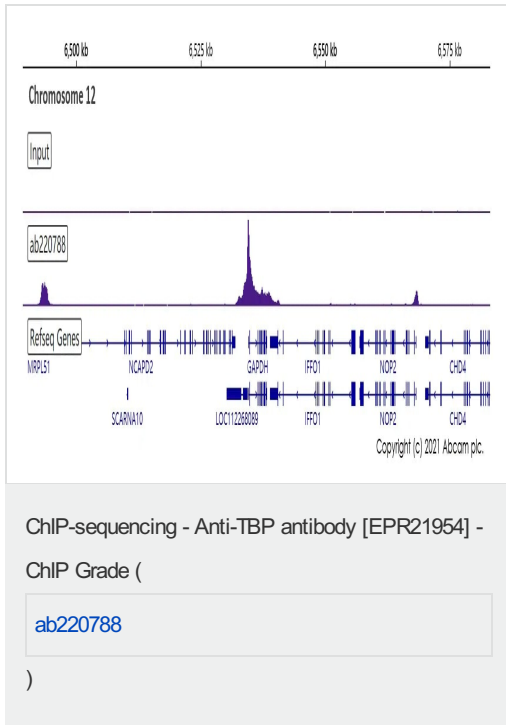 6,500 kb 6,525 kb 6,550 kb 6,575 kb
Chromosome 12
Input
ab220788
Refseq Genes
MRPL51 NCAPD2 GAPDH IFFO1 NOP2 CHD4
SCARNA10 LOC112268089 IFFO1 NOP2 CHD4
Copyright (c) 2021 Abcam plc.
ChIP-sequencing - Anti-TBP antibody [EPR21954] -
ChIP Grade (
ab220788
)